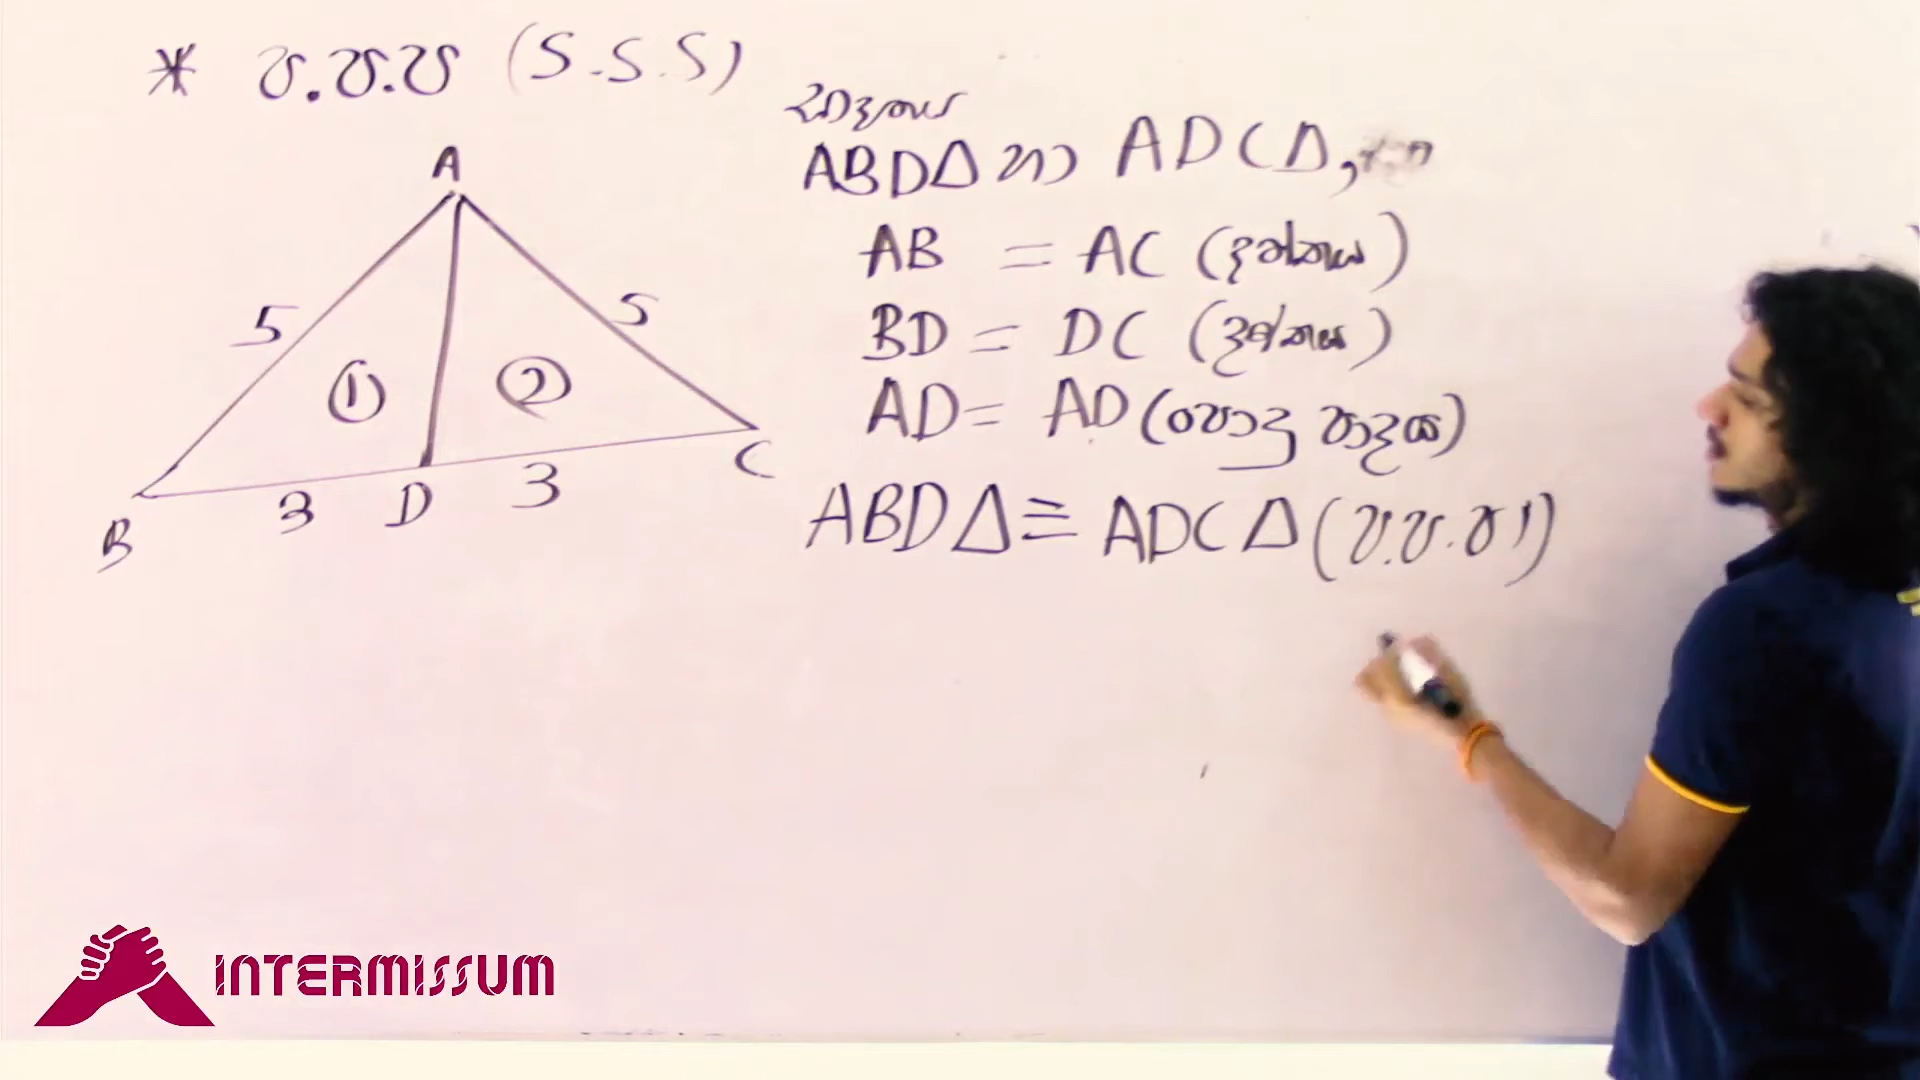 * ප.ප.ප (S.S.S)
සාදනය
ABD∆ හා ADC∆,
AB = AC (දත්තය)
BD = DC (දත්තය)
AD = AD (පොදු පාදය)
ABD∆ ≡ ADC∆ (ප.ප.ප)
A
5
5
① ②
B
3
D
3
C
INTERMISSUM